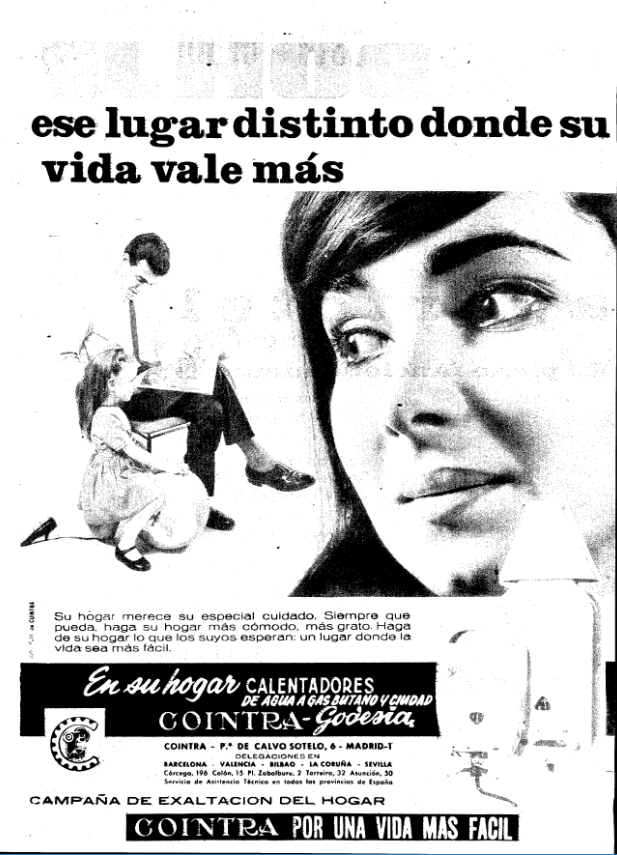 ese lugar distinto donde su
vida vale más
Su hogar merece su especial cuidado. Siempre que
pueda, haga su hogar más cómodo, más grato. Haga
de su hogar lo que los suyos esperan: un lugar donde la
vida sea más fácil.
En su hogar CALENTADORES
DE AGUA A GAS BUTANO Y CIUDAD
COINTRA-Godesia
COINTRA - P.º DE CALVO SOTELO, 6 - MADRID-1
DELEGACIONES EN
BARCELONA - VALENCIA - BILBAO - LA CORUÑA - SEVILLA
Córcega, 196 Colón, 15 Pl. Zabalburu, 2 Torreiro, 32 Asunción, 50
Servicio de Asistencia Técnica en todas las provincias de España
CAMPAÑA DE EXALTACION DEL HOGAR
COINTRA POR UNA VIDA MAS FACIL